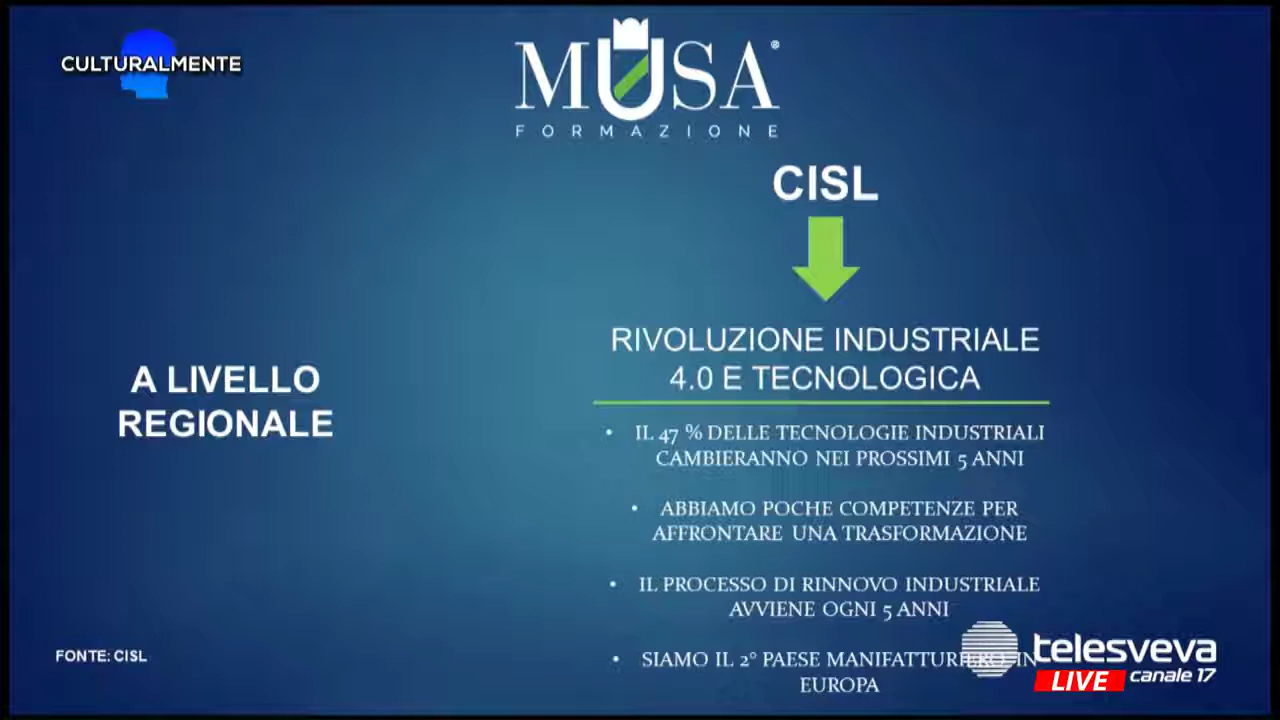 CULTURALMENTE
MUSA®
FORMAZIONE
CISL
RIVOLUZIONE INDUSTRIALE
4.0 E TECNOLOGICA
A LIVELLO
REGIONALE
• IL 47 % DELLE TECNOLOGIE INDUSTRIALI
CAMBIERANNO NEI PROSSIMI 5 ANNI
• ABBIAMO POCHE COMPETENZE PER
AFFRONTARE UNA TRASFORMAZIONE
• IL PROCESSO DI RINNOVO INDUSTRIALE
AVVIENE OGNI 5 ANNI
• SIAMO IL 2° PAESE MANIFATTURIERO IN
EUROPA
FONTE: CISL
telesveva
LIVE canale 17